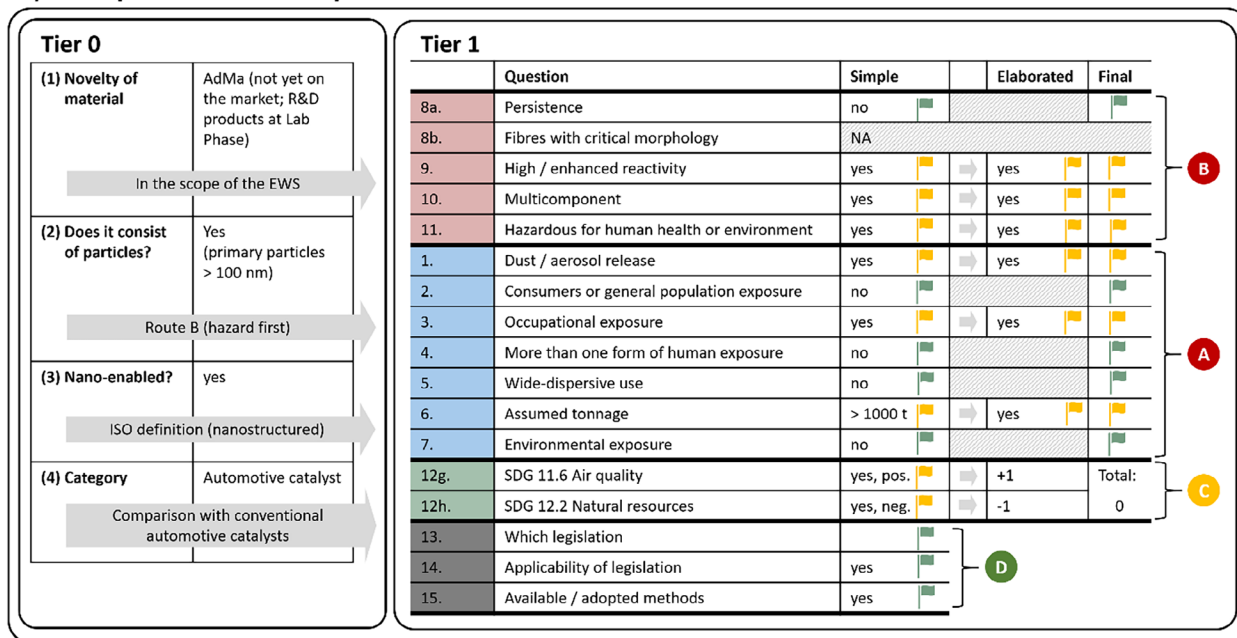 Tier 0
(1) Novelty of
material
AdMa (not yet on
the market; R&D
products at Lab
Phase)
In the scope of the EWS
(2) Does it consist
of particles?
Yes
(primary particles
> 100 nm)
Route B (hazard first)
(3) Nano-enabled?
yes
ISO definition (nanostructured)
(4) Category
Automotive catalyst
Comparison with conventional
automotive catalysts
Tier 1
Question Simple Elaborated Final
8a. Persistence no
8b. Fibres with critical morphology NA
9. High / enhanced reactivity yes yes
10. Multicomponent yes yes
11. Hazardous for human health or environment yes yes
B
1. Dust / aerosol release yes yes
2. Consumers or general population exposure no
3. Occupational exposure yes yes
4. More than one form of human exposure no
5. Wide-dispersive use no
6. Assumed tonnage > 1000 t yes
7. Environmental exposure no
A
12g. SDG 11.6 Air quality yes, pos. +1 Total:
12h. SDG 12.2 Natural resources yes, neg. -1 0
C
13. Which legislation
14. Applicability of legislation yes
15. Available / adopted methods yes
D